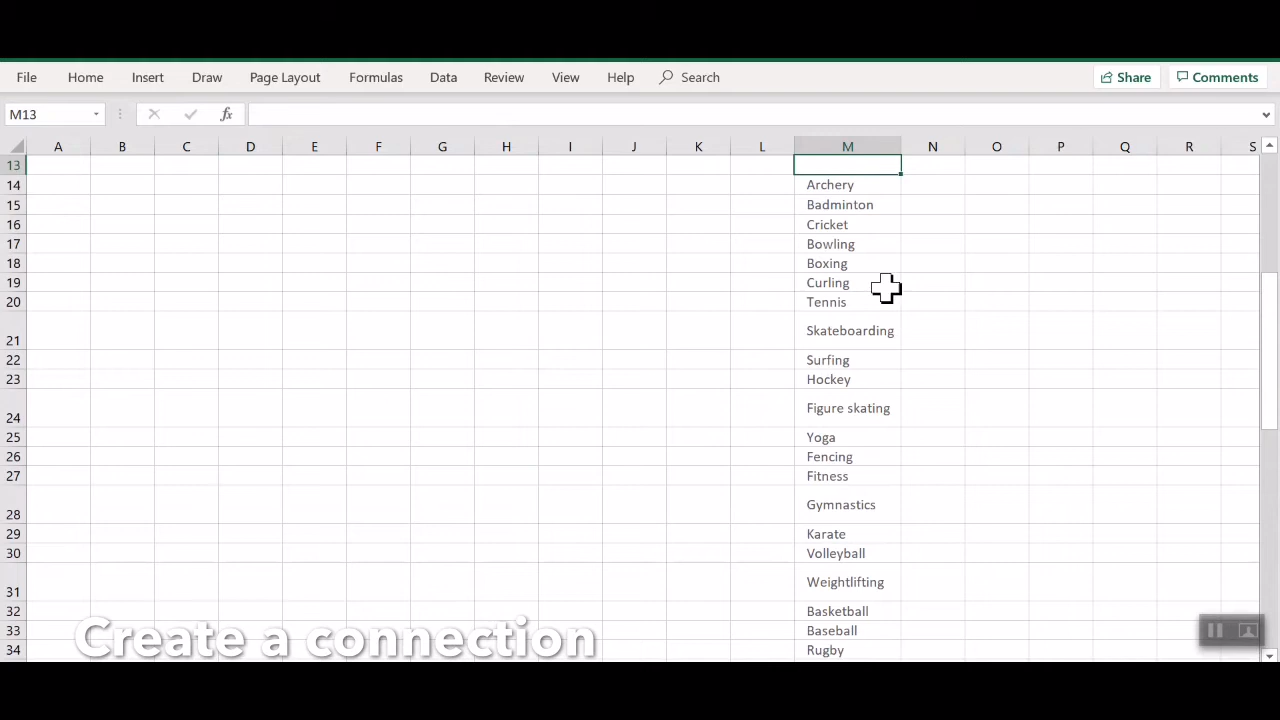 File Home Insert Draw Page Layout Formulas Data Review View Help Search Share Comments
M13 fx
A B C D E F G H I J K L M N O P Q R S
13
14 Archery
15 Badminton
16 Cricket
17 Bowling
18 Boxing
19 Curling
20 Tennis
21 Skateboarding
22 Surfing
23 Hockey
24 Figure skating
25 Yoga
26 Fencing
27 Fitness
28 Gymnastics
29 Karate
30 Volleyball
31 Weightlifting
32 Basketball
33 Baseball
34 Rugby
Create a connection